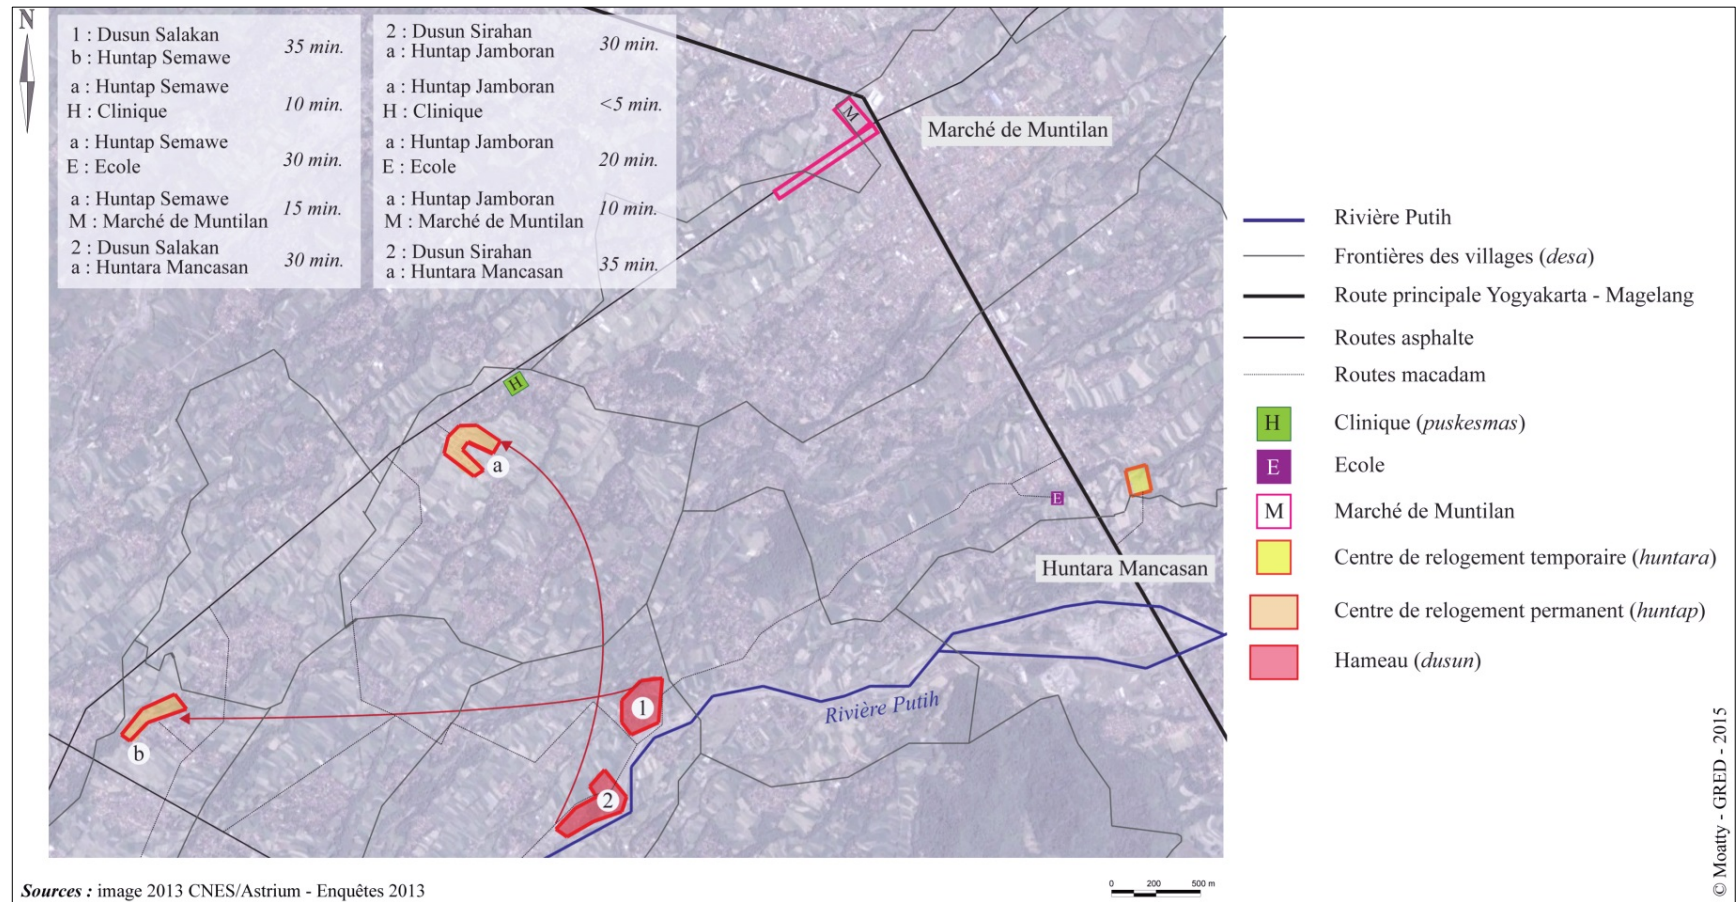 N
1 : Dusun Salakan
b : Huntap Semawe
35 min.
a : Huntap Semawe
H : Clinique
10 min.
a : Huntap Semawe
E : Ecole
30 min.
a : Huntap Semawe
M : Marché de Muntilan
15 min.
2 : Dusun Salakan
a : Huntara Mancasan
30 min.
2 : Dusun Sirahan
a : Huntap Jamboran
30 min.
a : Huntap Jamboran
H : Clinique
<5 min.
a : Huntap Jamboran
E : Ecole
20 min.
a : Huntap Jamboran
M : Marché de Muntilan
10 min.
2 : Dusun Sirahan
a : Huntara Mancasan
35 min.
M
Marché de Muntilan
H
a
E
Huntara Mancasan
1
b
2
Rivière Putih
Rivière Putih
Frontières des villages (desa)
Route principale Yogyakarta - Magelang
Routes asphalte
Routes macadam
H
Clinique (puskesmas)
E
Ecole
M
Marché de Muntilan
Centre de relogement temporaire (huntara)
Centre de relogement permanent (huntap)
Hameau (dusun)
Sources : image 2013 CNES/Astrium - Enquêtes 2013
0 200 500 m
© Moatty - GRED - 2015